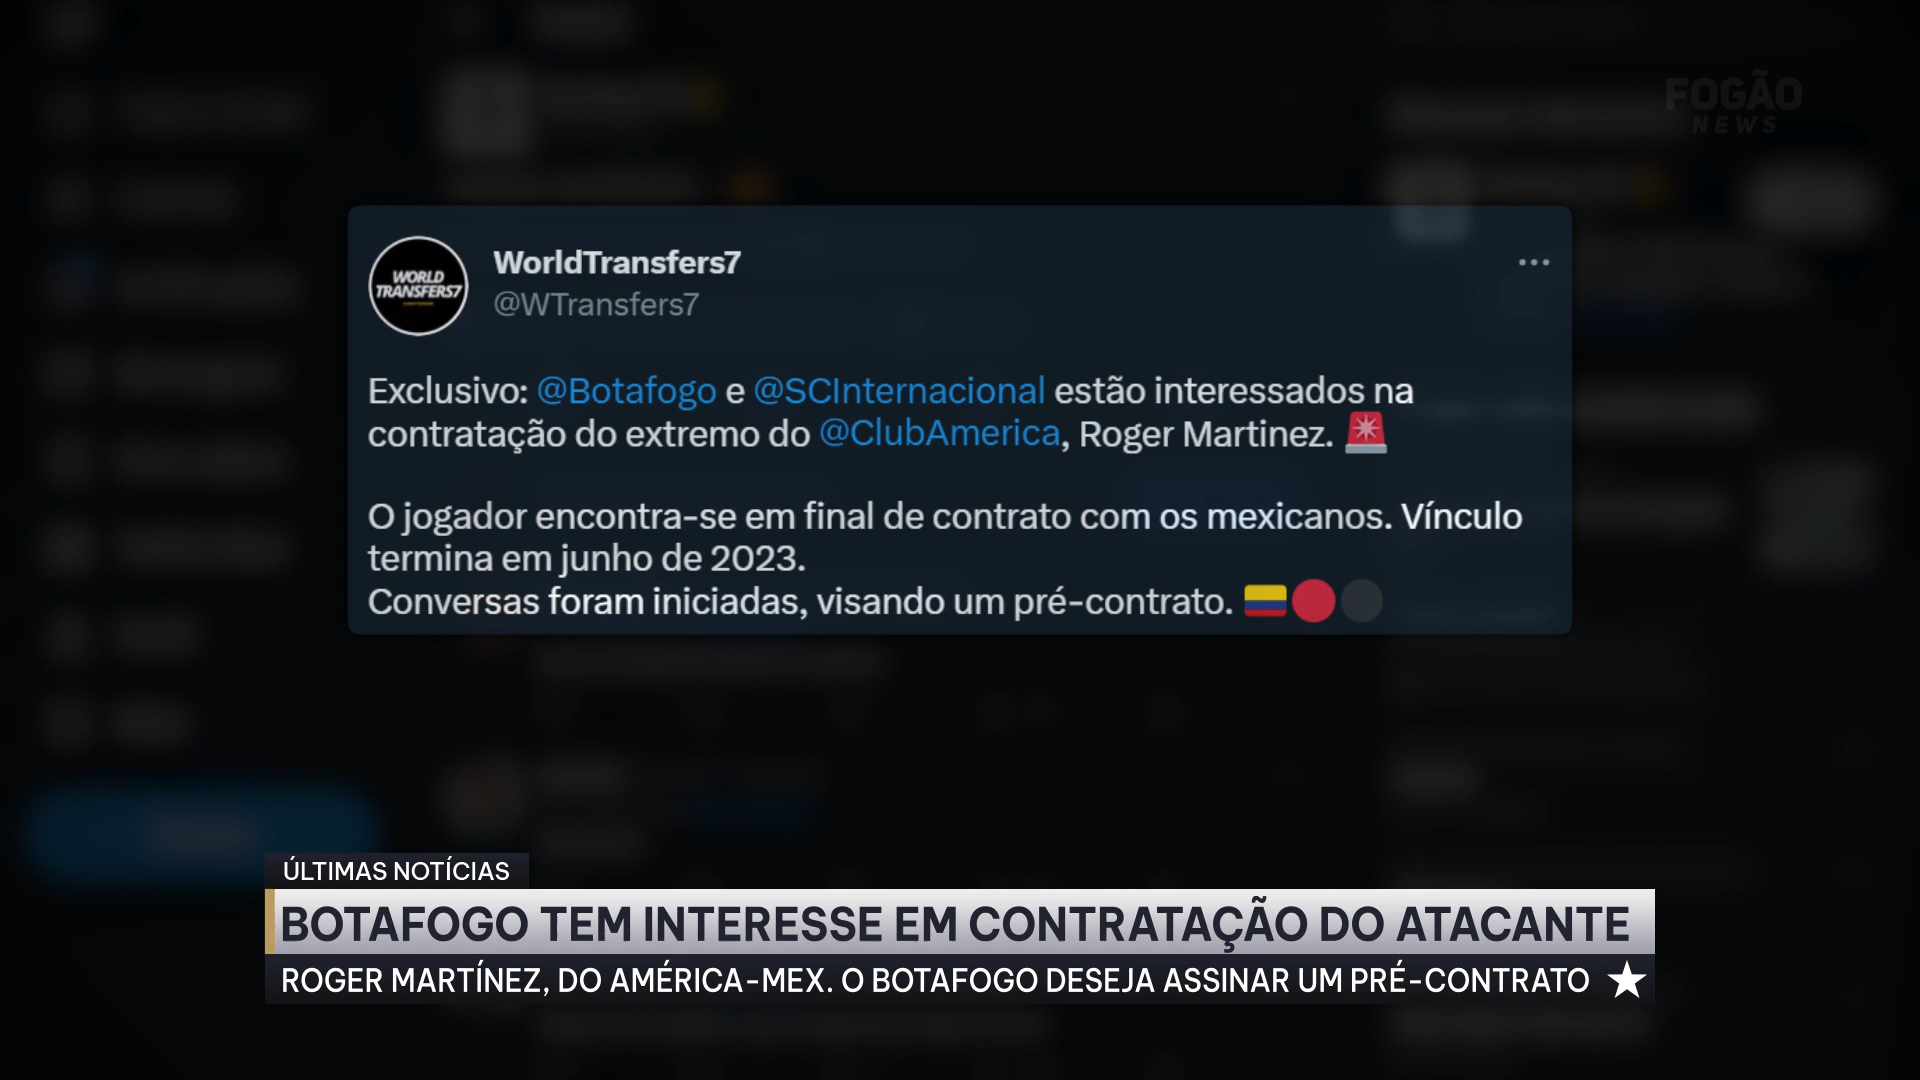 FOGÃO
NEWS
WORLD
TRANSFERS7
WorldTransfers7
@WTransfers7
Exclusivo: @Botafogo e @SCInternacional estão interessados na
contratação do extremo do @ClubAmerica, Roger Martinez. 🚨
O jogador encontra-se em final de contrato com os mexicanos. Vínculo
termina em junho de 2023.
Conversas foram iniciadas, visando um pré-contrato. 🇨🇴🔴⚫
ÚLTIMAS NOTÍCIAS
BOTAFOGO TEM INTERESSE EM CONTRATAÇÃO DO ATACANTE
ROGER MARTÍNEZ, DO AMÉRICA-MEX. O BOTAFOGO DESEJA ASSINAR UM PRÉ-CONTRATO